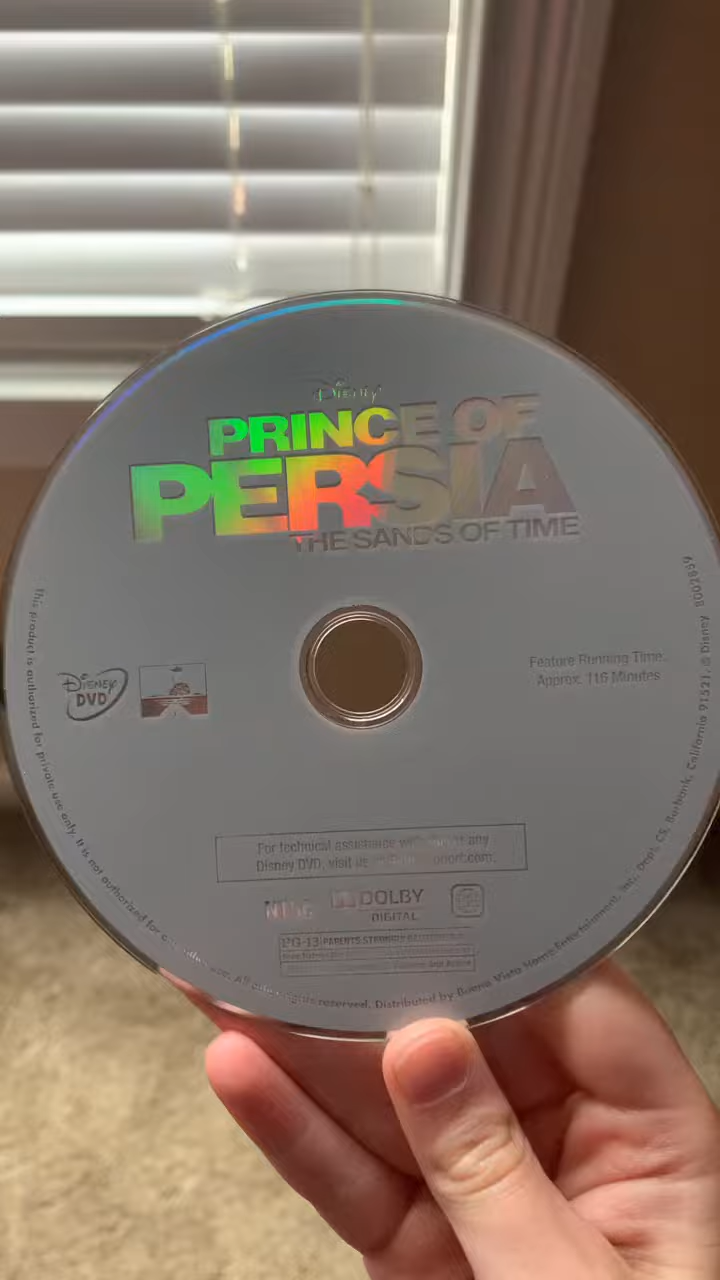 Disney
PRINCE OF
PERSIA
THE SANDS OF TIME
Disney
DVD
Feature Running Time:
Approx. 116 Minutes
For technical assistance any
Disney DVD, visit us
DOLBY
DIGITAL
PG-13 PARENTS STRONGLY
This product is authorized for private use only. It is not authorized for use. All rights reserved. Distributed by Buena Vista Home Entertainment, Inc., Dept. CS, Burbank, California 91521. © Disney